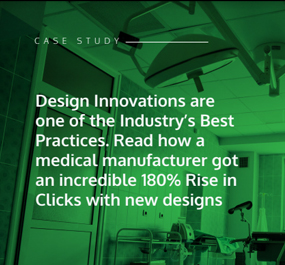 CASE STUDY
Design Innovations are
one of the Industry's Best
Practices. Read how a
medical manufacturer got
an incredible 180% Rise in
Clicks with new designs